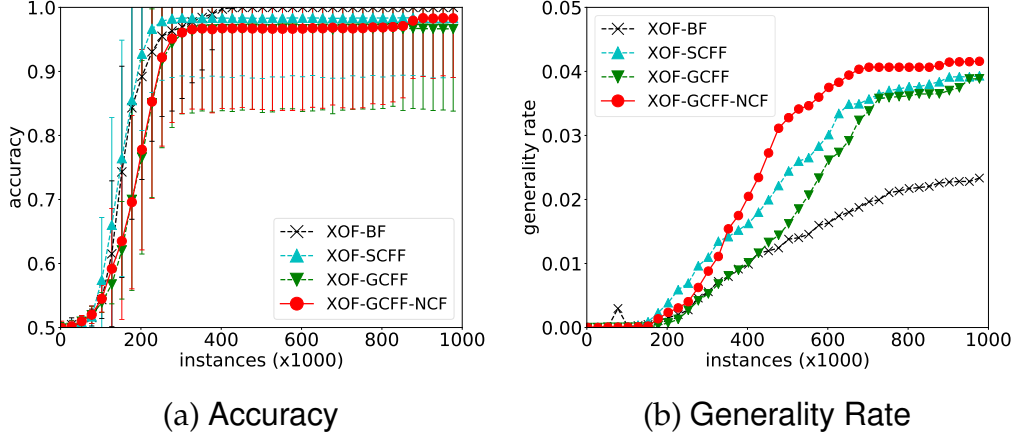 1.0
0.9
0.8
0.7
0.6
0.5
accuracy
0 200 400 600 800 1000
instances (x1000)
XOF-BF
XOF-SCFF
XOF-GCFF
XOF-GCFF-NCF
(a) Accuracy
0.05
0.04
0.03
0.02
0.01
0.00
generality rate
0 200 400 600 800 1000
instances (x1000)
XOF-BF
XOF-SCFF
XOF-GCFF
XOF-GCFF-NCF
(b) Generality Rate